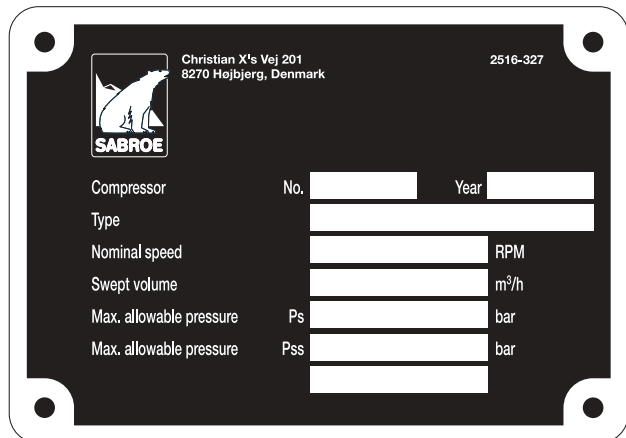 Christian X's Vej 201 2516-327
8270 Højbjerg, Denmark
SABROE
Compressor No. Year
Type
Nominal speed RPM
Swept volume m³/h
Max. allowable pressure Ps bar
Max. allowable pressure Pss bar